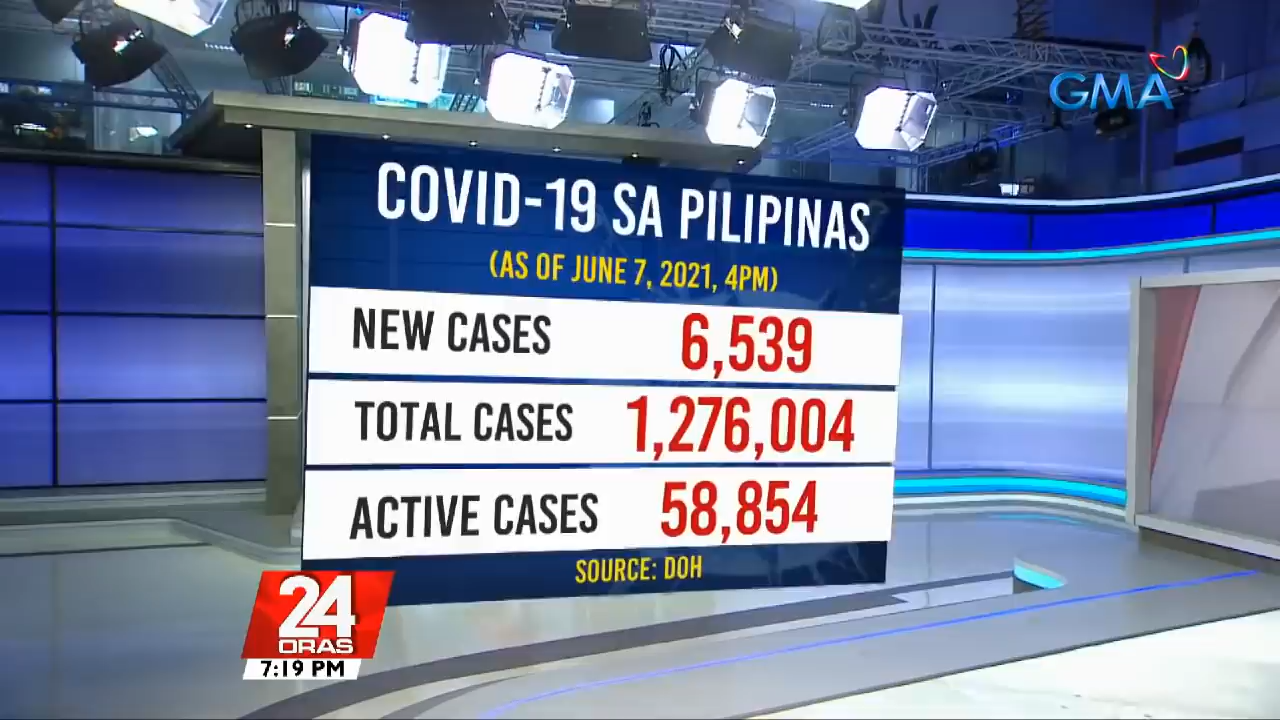 GMA
COVID-19 SA PILIPINAS
(AS OF JUNE 7, 2021, 4PM)
NEW CASES 6,539
TOTAL CASES 1,276,004
ACTIVE CASES 58,854
SOURCE: DOH
24
ORAS
7:19 PM